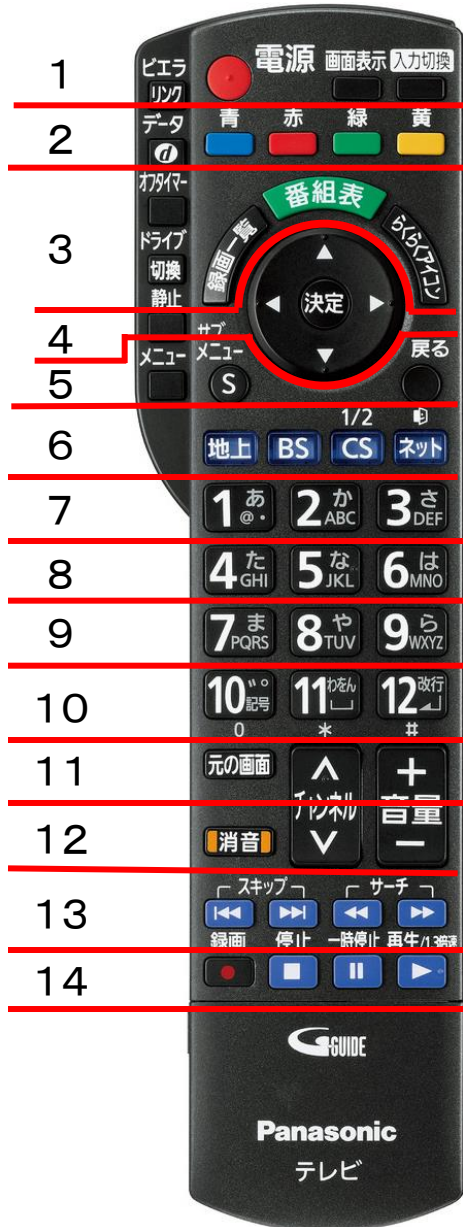 1
ビエラ
リンク
電源 画面表示 入力切換
2
データ
d
青 赤 緑 黄
3
オフタイマー
ドライブ
切換
静止
番組表
録画一覧
らくらくアイコン
決定
4
5
メニュー
サブ
メニュー
S
戻る
6
1/2
地上 BS CS ネット
7
1 あ @・ 2 か ABC 3 さ DEF
8
4 た GHI 5 な JKL 6 は MNO
9
7 ま PQRS 8 や TUV 9 ら WXYZ
10
10 ゛゜ 記号 11 わをん 12 改行
0 * #
11
元の画面
チャンネル
+
音量
−
12
消音
13
スキップ サーチ
録画 停止 一時停止 再生/1.3倍速
14
G-GUIDE
Panasonic
テレビ